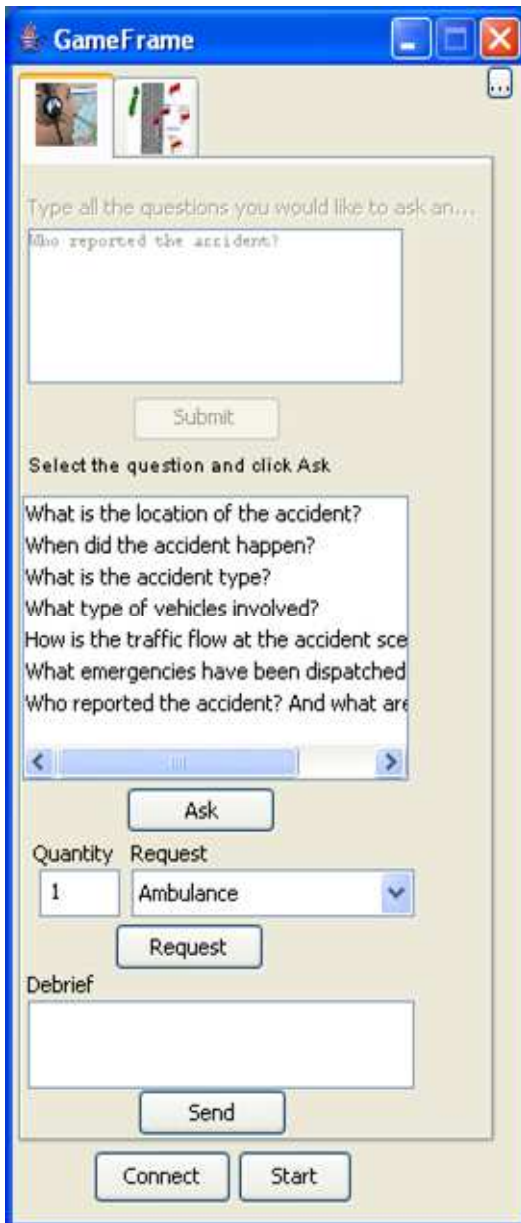 GameFrame
...
Type all the questions you would like to ask an...
Who reported the accident?
Submit
Select the question and click Ask
What is the location of the accident?
When did the accident happen?
What is the accident type?
What type of vehicles involved?
How is the traffic flow at the accident sce
What emergencies have been dispatched
Who reported the accident? And what are
Ask
Quantity Request
1 Ambulance
Request
Debrief
Send
Connect Start